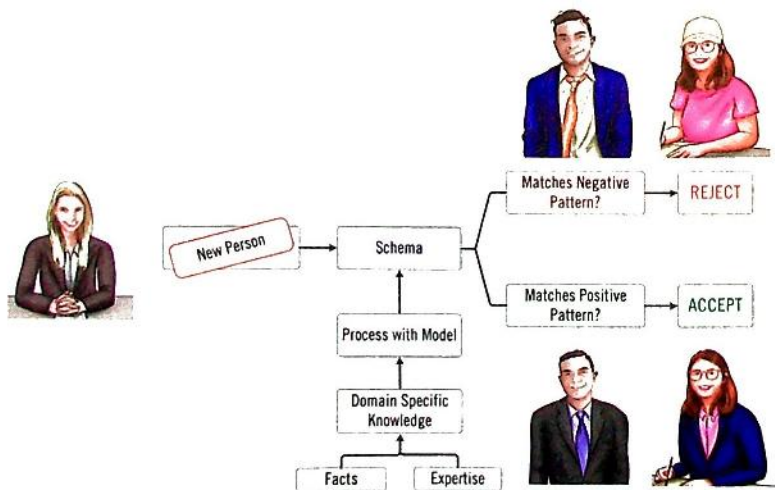 Matches Negative
Pattern?
REJECT
New Person
Schema
Matches Positive
Pattern?
ACCEPT
Process with Model
Domain Specific
Knowledge
Facts
Expertise